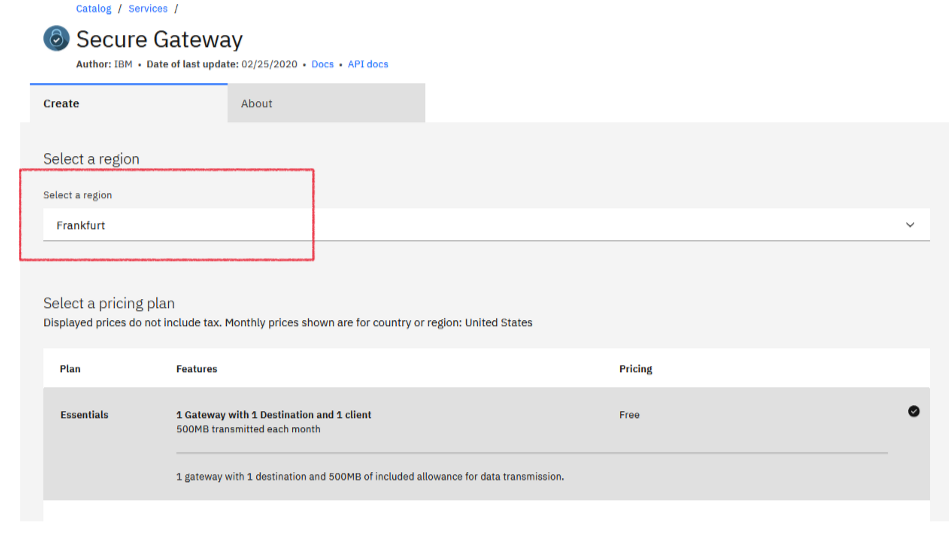 Catalog / Services /
Secure Gateway
Author: IBM • Date of last update: 02/25/2020 • Docs • API docs
Create
About
Select a region
Select a region
Frankfurt
Select a pricing plan
Displayed prices do not include tax. Monthly prices shown are for country or region: United States
Plan Features Pricing
Essentials 1 Gateway with 1 Destination and 1 client Free
500MB transmitted each month
1 gateway with 1 destination and 500MB of included allowance for data transmission.